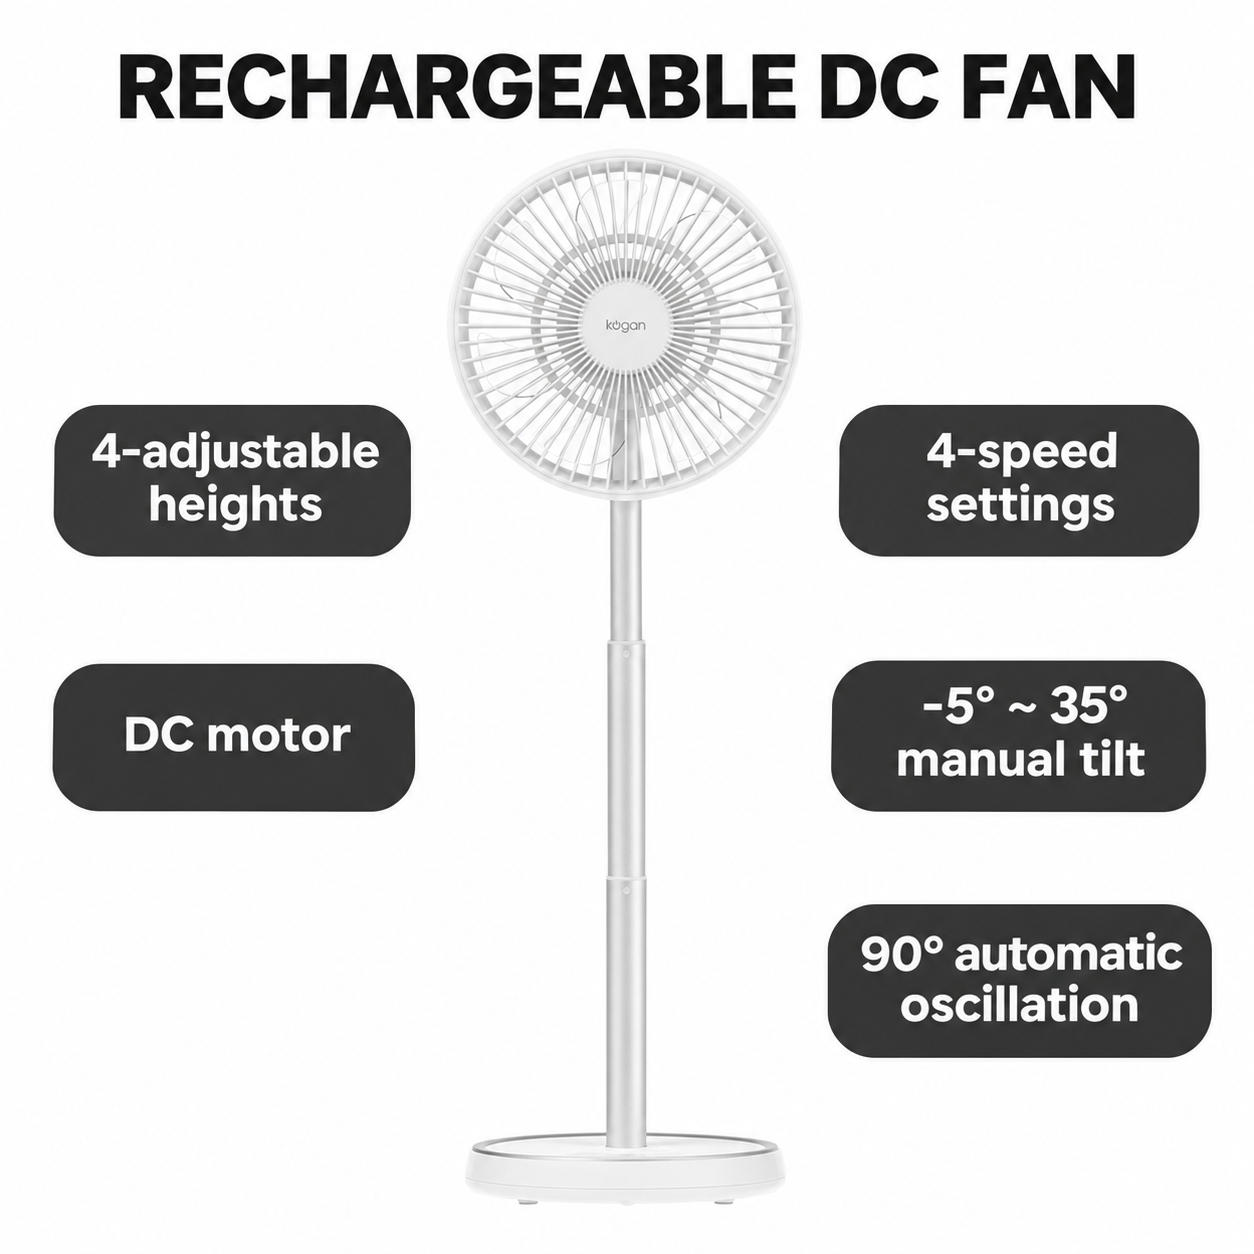 RECHARGEABLE DC FAN
kogan
4-adjustable
heights
4-speed
settings
DC motor
-5° ~ 35°
manual tilt
90° automatic
oscillation